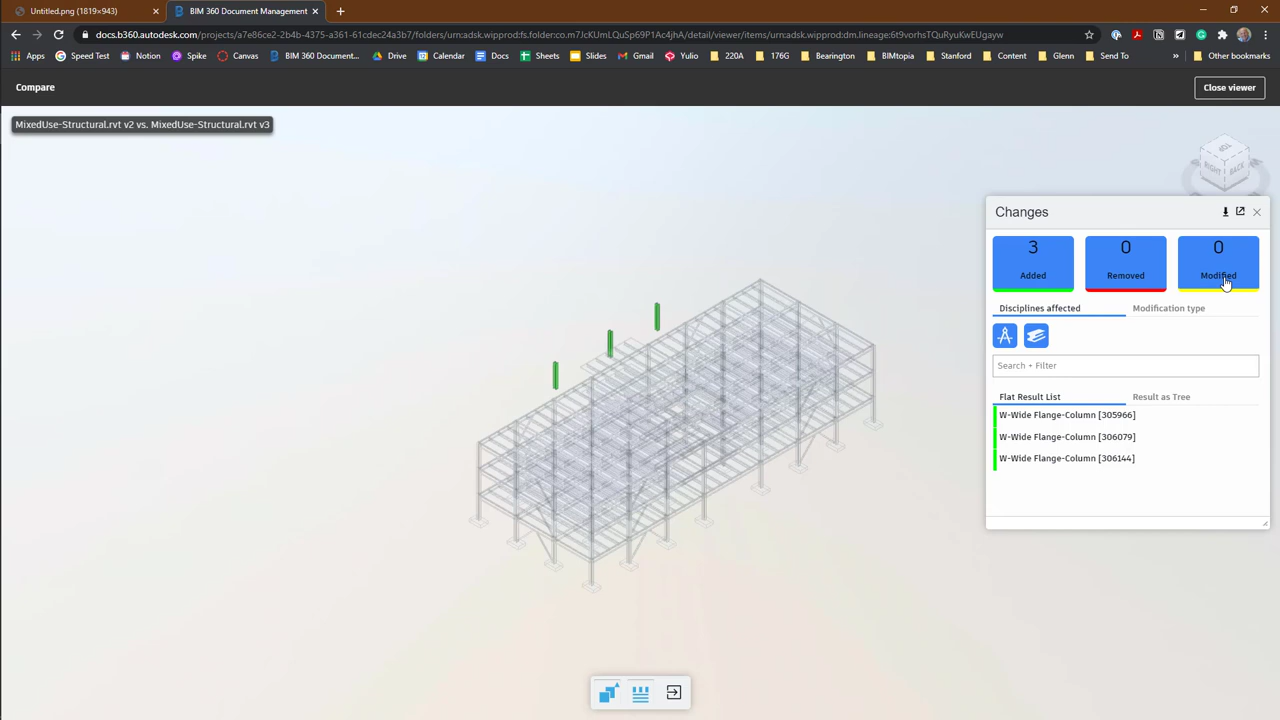 Untitled.png (1819×943)
BIM 360 Document Management
docs.b360.autodesk.com/projects/a7e86ce2-2b4b-4375-a361-61cdec24a3b7/folders/urn:adsk.wipprod:fs.folder:co.m7JcKUmLQuSp69P1Ac4jhA/detail/viewer/items/urn:adsk.wipprod:dm.lineage:6t9vorhsTQuRyuKwEUgayw
Apps
Speed Test
Notion
Spike
Canvas
BIM 360 Document...
Drive
Calendar
Docs
Sheets
Slides
Gmail
Yulio
220A
176G
Bearington
BIMtopia
Stanford
Content
Glenn
Send To
»
Other bookmarks
Compare
Close viewer
MixedUse-Structural.rvt v2 vs. MixedUse-Structural.rvt v3
RIGHT
BACK
Changes
3
Added
0
Removed
0
Modified
Disciplines affected
Modification type
Search + Filter
Flat Result List
Result as Tree
W-Wide Flange-Column [305966]
W-Wide Flange-Column [306079]
W-Wide Flange-Column [306144]